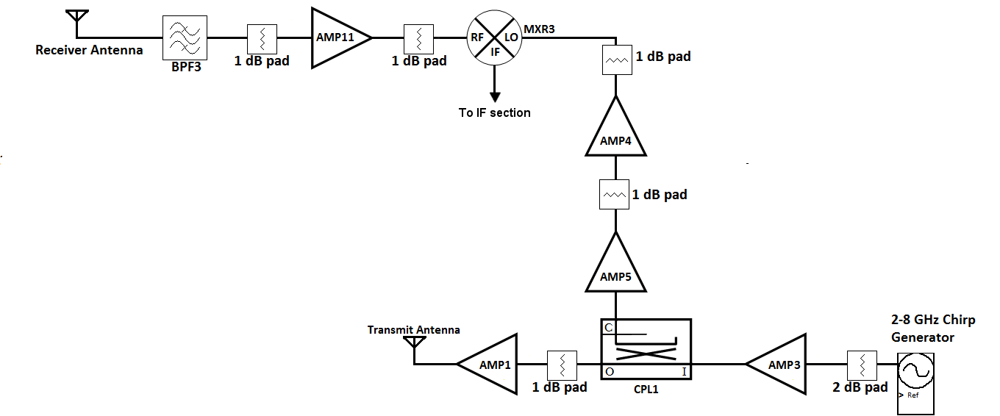 RF
LO
MXR3
AMP11
IF
Receiver Antenna
BPF3
1 dB pad
1 dB pad
1 dB pad
To IF section
AMP4
1 dB pad
AMP5
2-8 GHz Chirp
Generator
Transmit Antenna
C
AMP1
AMP3
O
I
1 dB pad
CPL1
2 dB pad
> Ref